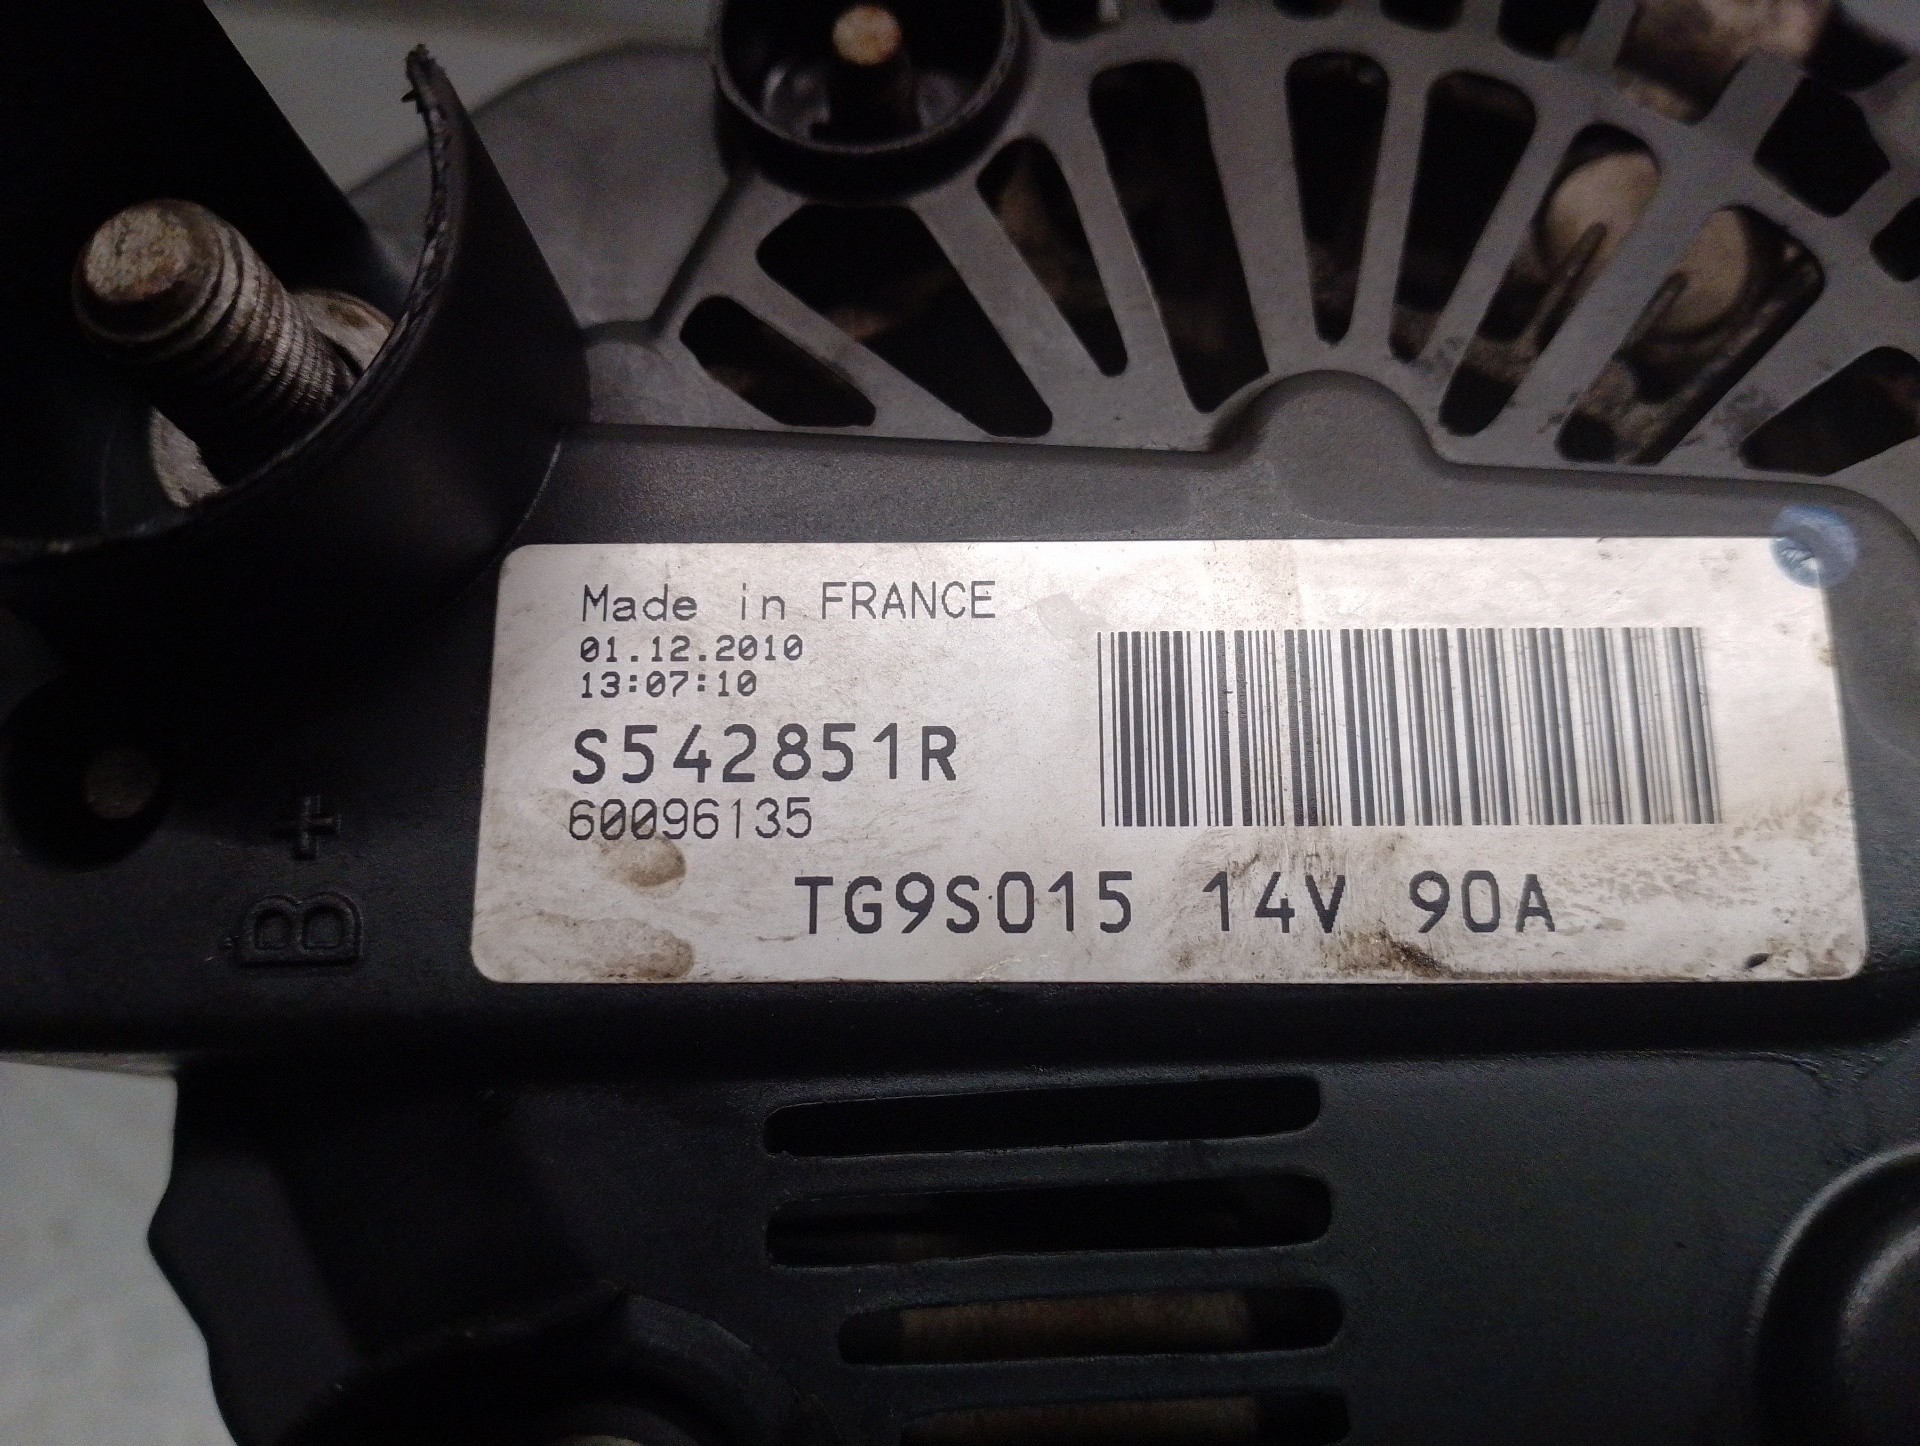 Made in FRANCE
01.12.2010
13:07:10
S542851R
60096135
TG9S015 14V 90A
B+